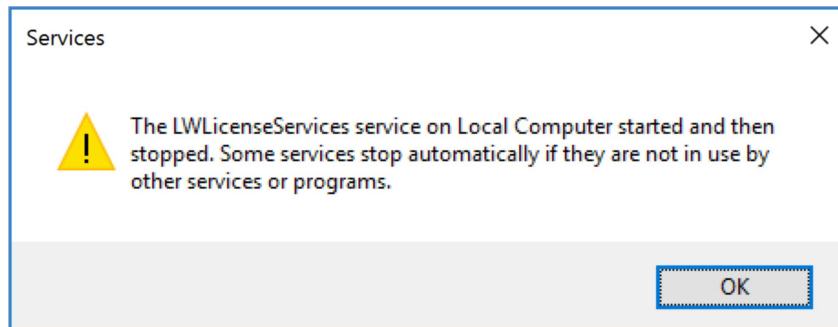 Services
The LWLicenseServices service on Local Computer started and then
stopped. Some services stop automatically if they are not in use by
other services or programs.
OK